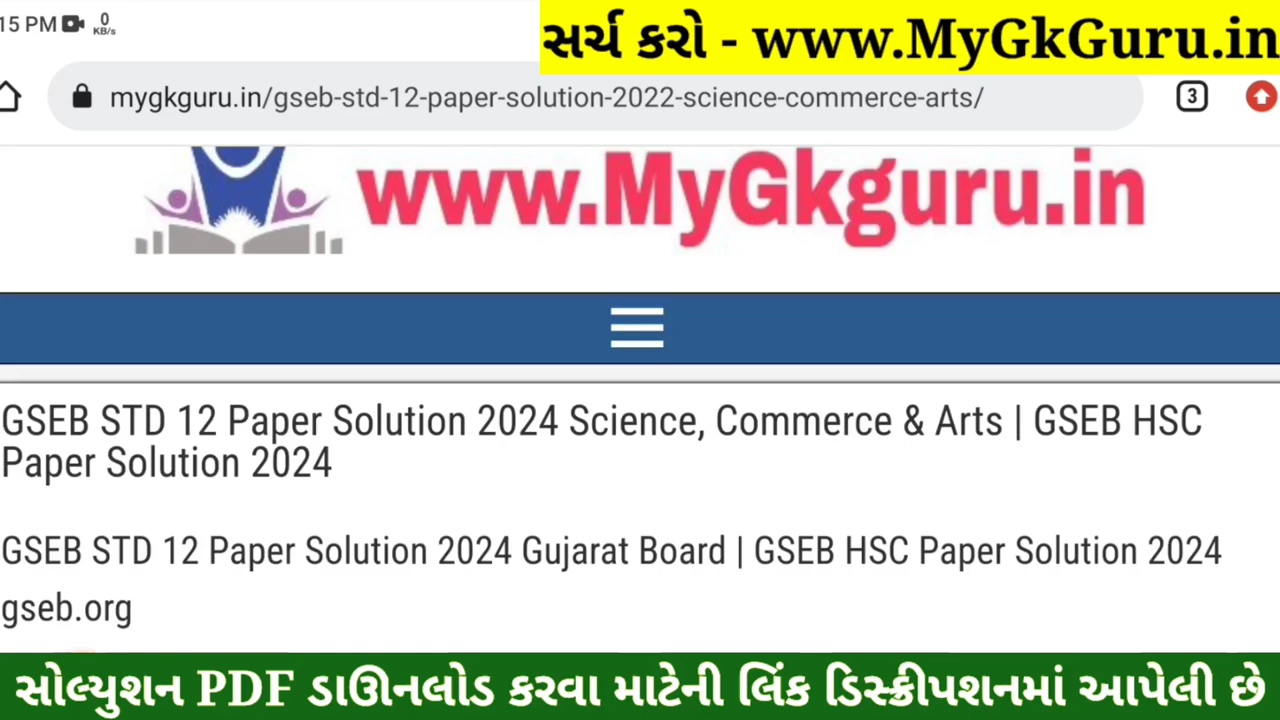 15 PM 0 KB/s
સર્ચ કરો - www.MyGkGuru.in
mygkguru.in/gseb-std-12-paper-solution-2022-science-commerce-arts/
3
www.MyGkguru.in
GSEB STD 12 Paper Solution 2024 Science, Commerce & Arts | GSEB HSC
Paper Solution 2024
GSEB STD 12 Paper Solution 2024 Gujarat Board | GSEB HSC Paper Solution 2024
gseb.org
સોલ્યુશન PDF ડાઊનલોડ કરવા માટેની લિંક ડિસ્ક્રીપશનમાં આપેલી છે